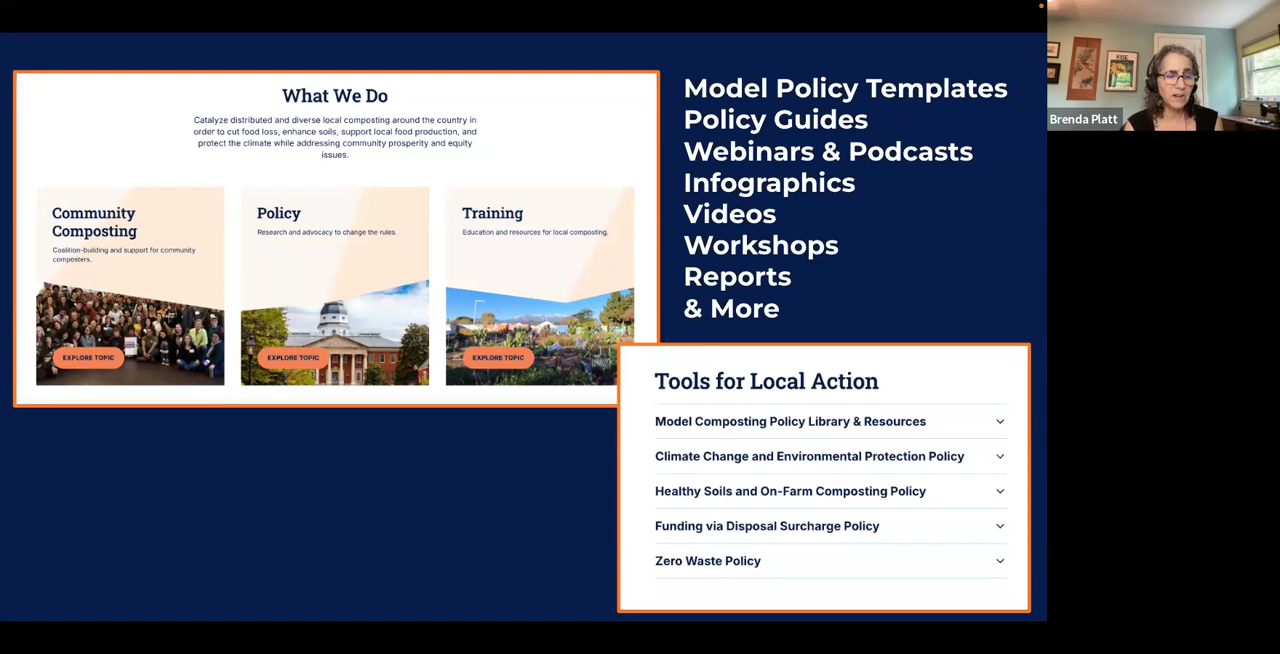 What We Do
Catalyze distributed and diverse local composting around the country in
order to cut food loss, enhance soils, support local food production, and
protect the climate while addressing community prosperity and equity
issues.
Community
Composting
Coalition-building and support for community
composters.
EXPLORE TOPIC
Policy
Research and advocacy to change the rules.
EXPLORE TOPIC
Training
Education and resources for local composting.
EXPLORE TOPIC
Model Policy Templates
Policy Guides
Webinars & Podcasts
Infographics
Videos
Workshops
Reports
& More
Tools for Local Action
Model Composting Policy Library & Resources
Climate Change and Environmental Protection Policy
Healthy Soils and On-Farm Composting Policy
Funding via Disposal Surcharge Policy
Zero Waste Policy
Brenda Platt